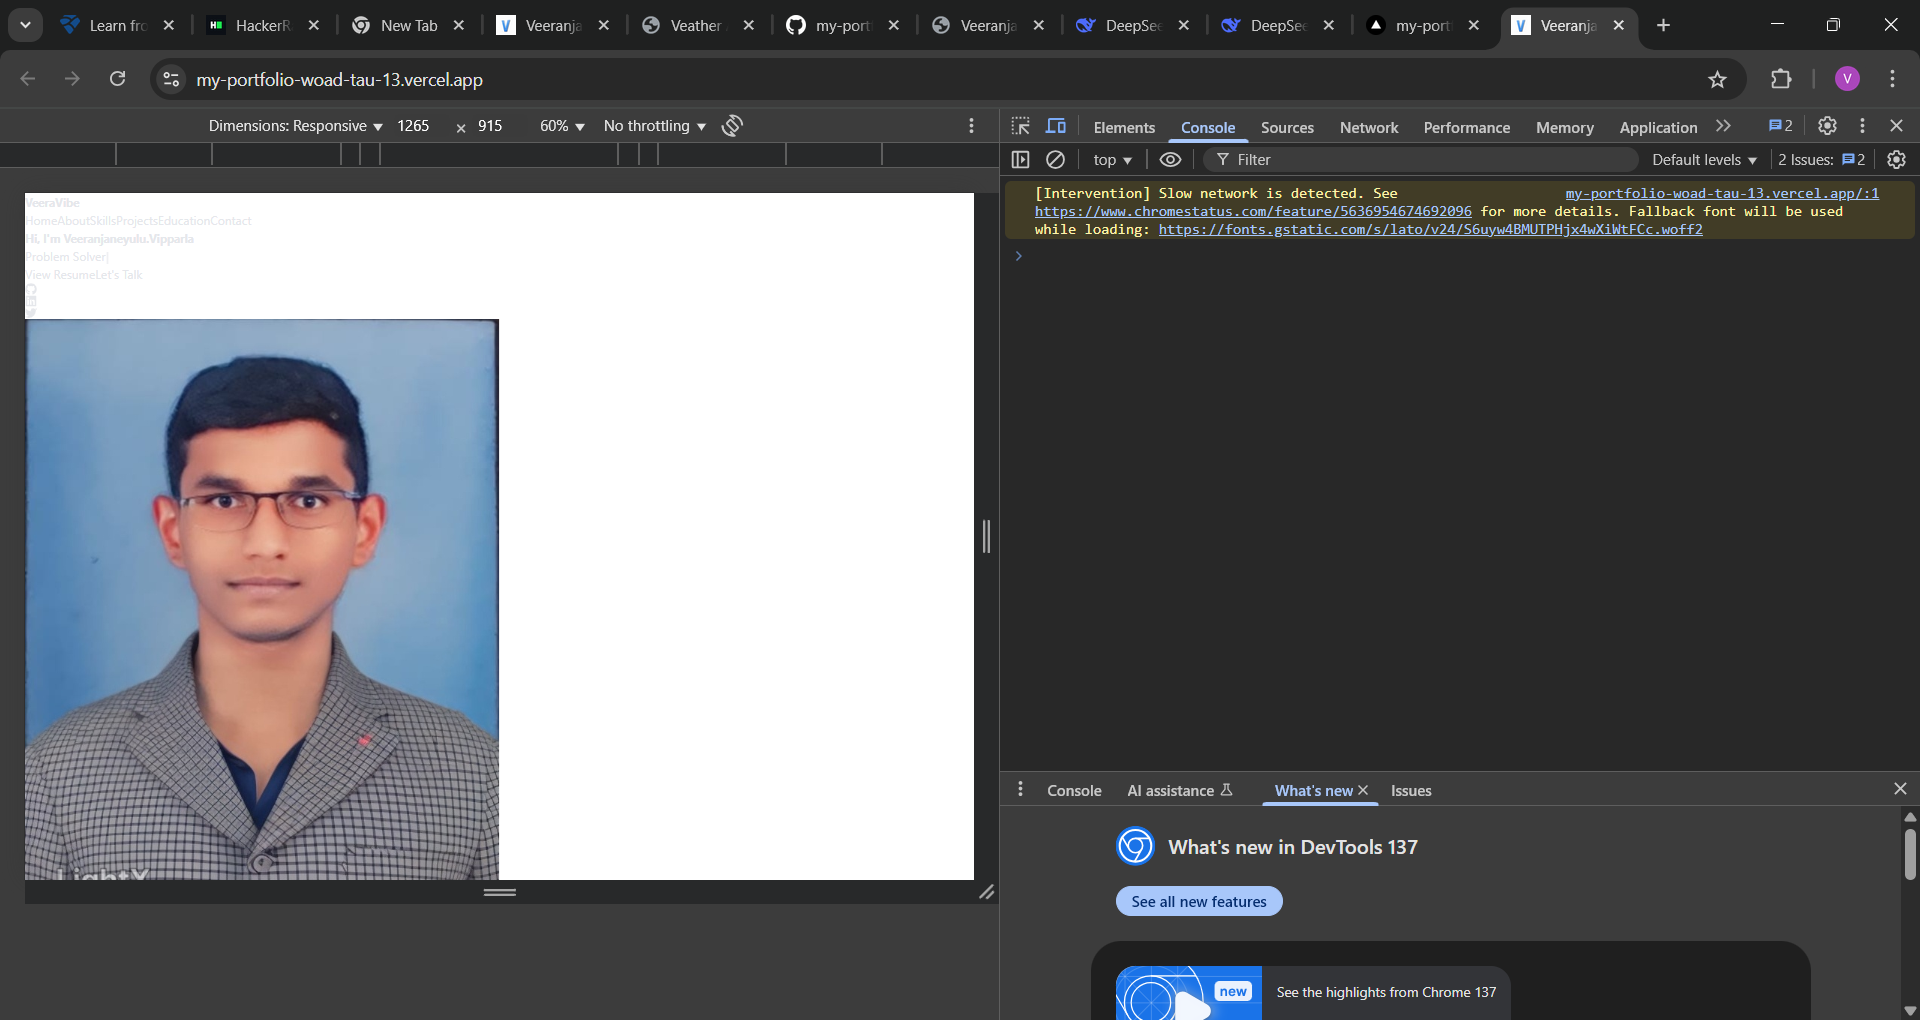 Learn fro
HackerR
New Tab
Veeranja
Veather
my-port
Veeranja
DeepSee
DeepSee
my-port
Veeranja
my-portfolio-woad-tau-13.vercel.app
V
Dimensions: Responsive 1265 × 915 60% No throttling
Elements Console Sources Network Performance Memory Application 2
top Filter Default levels 2 Issues: 2
[Intervention] Slow network is detected. See my-portfolio-woad-tau-13.vercel.app/:1
https://www.chromestatus.com/feature/5636954674692096 for more details. Fallback font will be used
while loading: https://fonts.gstatic.com/s/lato/v24/S6uyw4BMUTPHjx4wXiWtFCc.woff2
VeeraVibe
HomeAboutSkillsProjectsEducationContact
Hi, I'm Veeranjaneyulu.Vipparla
Problem Solver|
View ResumeLet's Talk
LightX
Console AI assistance What's new Issues
What's new in DevTools 137
See all new features
new
See the highlights from Chrome 137